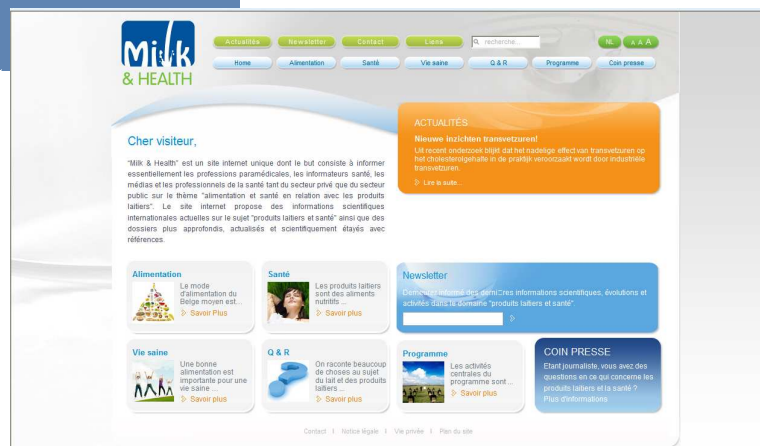 Milk
& HEALTH
Actualités
Newsletter
Contact
Liens
recherche...
NL
A A A
Home
Alimentation
Santé
Vie saine
Q & R
Programme
Coin presse
Cher visiteur,
"Milk & Health" est un site internet unique dont le but consiste à informer
essentiellement les professions paramédicales, les informateurs santé, les
médias et les professionnels de la santé tant du secteur privé que du secteur
public sur le thème "alimentation et santé en relation avec les produits
laitiers". Le site internet propose des informations scientifiques
internationales actuelles sur le sujet "produits laitiers et santé" ainsi que des
dossiers plus approfondis, actualisés et scientifiquement étayés avec
références.
ACTUALITÉS
Nieuwe inzichten transvetzuren!
Uit recent onderzoek blijkt dat het nadelige effect van transvetzuren op
het cholesterolgehalte in de praktijk veroorzaakt wordt door industriële
transvetzuren.
Lire la suite...
Alimentation
Le mode
d'alimentation du
Belge moyen est...
Savoir Plus
Santé
Les produits laitiers
sont des aliments
nutritifs ...
Savoir plus
Newsletter
informé des derni□res informations scientifiques, évolutions et
activités dans le domaine "produits laitiers et santé"
Vie saine
Une bonne
alimentation est
importante pour une
vie saine ...
Savoir plus
Q & R
On raconte beaucoup
de choses au sujet
du lait et des produits
laitiers ...
Savoir plus
Programme
Les activités
centrales du
programme sont ...
Savoir plus
COIN PRESSE
Etant journaliste, vous avez des
questions en ce qui concerne les
produits laitiers et la santé ?
Plus d'informations
Contact I Notice légale I Vie privée I Plan du site